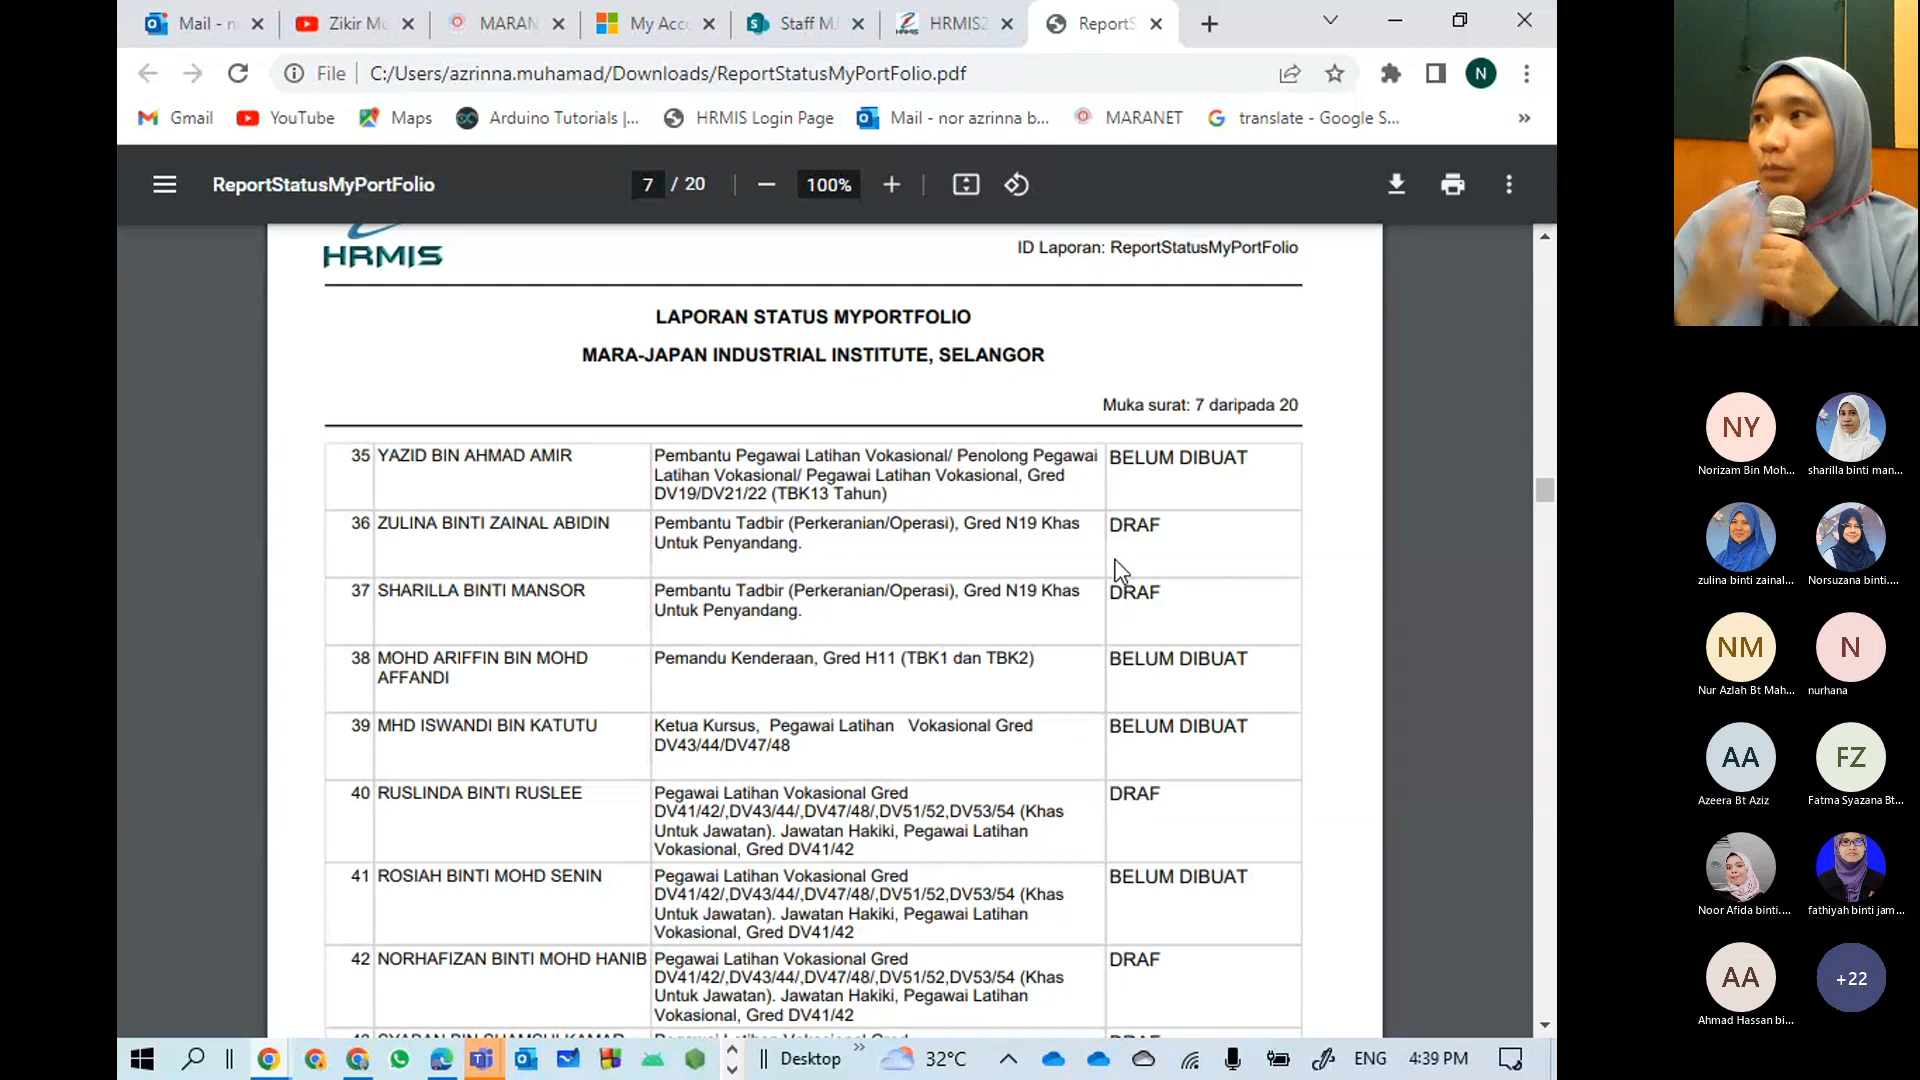 Mail - n
Zikir Mu
MARAN
My Acc
Staff M.
HRMIS2
ReportS
File
C:/Users/azrinna.muhamad/Downloads/ReportStatusMyPortFolio.pdf
N
Gmail
YouTube
Maps
Arduino Tutorials |...
HRMIS Login Page
Mail - nor azrinna b...
MARANET
translate - Google S...
ReportStatusMyPortFolio
7 / 20
100%
HRMIS
ID Laporan: ReportStatusMyPortFolio
LAPORAN STATUS MYPORTFOLIO
MARA-JAPAN INDUSTRIAL INSTITUTE, SELANGOR
Muka surat: 7 daripada 20
35 YAZID BIN AHMAD AMIR
Pembantu Pegawai Latihan Vokasional/ Penolong Pegawai
Latihan Vokasional/ Pegawai Latihan Vokasional, Gred
DV19/DV21/22 (TBK13 Tahun)
BELUM DIBUAT
36 ZULINA BINTI ZAINAL ABIDIN
Pembantu Tadbir (Perkeranian/Operasi), Gred N19 Khas
Untuk Penyandang.
DRAF
37 SHARILLA BINTI MANSOR
Pembantu Tadbir (Perkeranian/Operasi), Gred N19 Khas
Untuk Penyandang.
DRAF
38 MOHD ARIFFIN BIN MOHD
AFFANDI
Pemandu Kenderaan, Gred H11 (TBK1 dan TBK2)
BELUM DIBUAT
39 MHD ISWANDI BIN KATUTU
Ketua Kursus, Pegawai Latihan Vokasional Gred
DV43/44/DV47/48
BELUM DIBUAT
40 RUSLINDA BINTI RUSLEE
Pegawai Latihan Vokasional Gred
DV41/42/,DV43/44/,DV47/48/,DV51/52,DV53/54 (Khas
Untuk Jawatan). Jawatan Hakiki, Pegawai Latihan
Vokasional, Gred DV41/42
DRAF
41 ROSIAH BINTI MOHD SENIN
Pegawai Latihan Vokasional Gred
DV41/42/,DV43/44/,DV47/48/,DV51/52,DV53/54 (Khas
Untuk Jawatan). Jawatan Hakiki, Pegawai Latihan
Vokasional, Gred DV41/42
BELUM DIBUAT
42 NORHAFIZAN BINTI MOHD HANIB
Pegawai Latihan Vokasional Gred
DV41/42/,DV43/44/,DV47/48/,DV51/52,DV53/54 (Khas
Untuk Jawatan). Jawatan Hakiki, Pegawai Latihan
Vokasional, Gred DV41/42
DRAF
Desktop
32°C
ENG
4:39 PM
NY
Norizam Bin Moh...
sharilla binti man...
zulina binti zainal...
Norsuzana binti....
NM
Nur Azlah Bt Mah...
N
nurhana
AA
Azeera Bt Aziz
FZ
Fatma Syazana Bt...
Noor Afida binti....
fathiyah binti jam...
AA
Ahmad Hassan bi...
+22